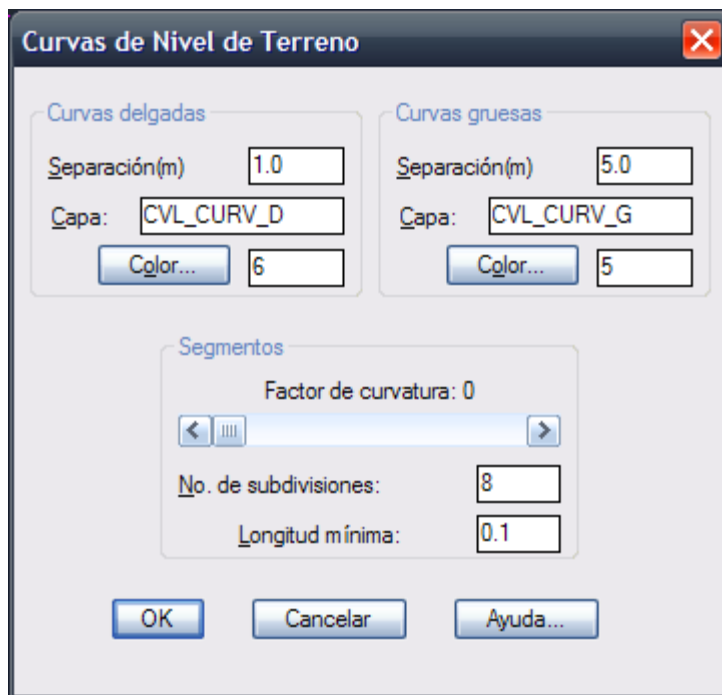 Curvas de Nivel de Terreno
Curvas delgadas
Separación(m) 1.0
Capa: CVL_CURV_D
Color... 6
Curvas gruesas
Separación(m) 5.0
Capa: CVL_CURV_G
Color... 5
Segmentos
Factor de curvatura: 0
No. de subdivisiones: 8
Longitud mínima: 0.1
OK Cancelar Ayuda...